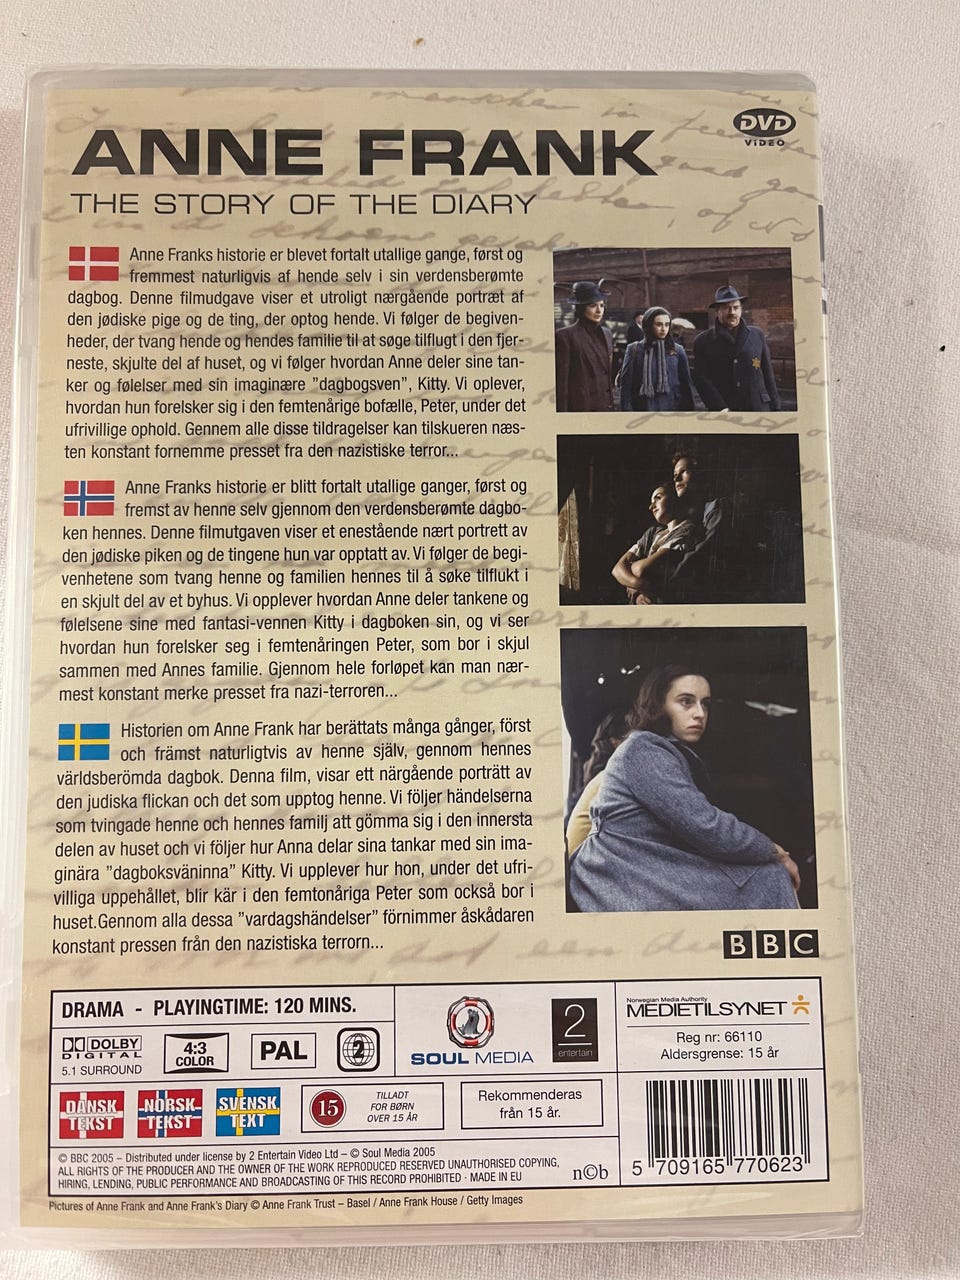 ANNE FRANK
THE STORY OF THE DIARY
DVD
VIDEO
Anne Franks historie er blevet fortalt utallige gange, først og
fremmest naturligvis af hende selv i sin verdensberømte
dagbog. Denne filmudgave viser et utroligt nærgående portræt af
den jødiske pige og de ting, der optog hende. Vi følger de begiven-
heder, der tvang hende og hendes familie til at søge tilflugt i den fjer-
neste, skjulte del af huset, og vi følger hvordan Anne deler sine tan-
ker og følelser med sin imaginære "dagbogsven", Kitty. Vi oplever,
hvordan hun forelsker sig i den femtenårige bofælle, Peter, under det
ufrivillige ophold. Gennem alle disse tildragelser kan tilskueren næs-
ten konstant fornemme presset fra den nazistiske terror...
Anne Franks historie er blitt fortalt utallige ganger, først og
fremst av henne selv gjennom den verdensberømte dagbo-
ken hennes. Denne filmutgaven viser et enestående nært portrett av
den jødiske piken og de tingene hun var opptatt av. Vi følger de begi-
venhetene som tvang henne og familien hennes til å søke tilflukt i
en skjult del av et byhus. Vi opplever hvordan Anne deler tankene og
følelsene sine med fantasi-vennen Kitty i dagboken sin, og vi ser
hvordan hun forelsker seg i femtenåringen Peter, som bor i skjul
sammen med Annes familie. Gjennom hele forløpet kan man nær-
mest konstant merke presset fra nazi-terroren...
Historien om Anne Frank har berättats många gånger, först
och främst naturligtvis av henne själv, gennom hennes
världsberömda dagbok. Denna film, visar ett närgående porträtt av
den judiska flickan och det som upptog henne. Vi följer händelserna
som tvingade henne och hennes familj att gömma sig i den innersta
delen av huset och vi följer hur Anna delar sina tankar med sin ima-
ginära "dagboksväninna" Kitty. Vi upplever hur hon, under det ufri-
villiga uppehållet, blir kär i den femtonåriga Peter som också bor i
huset.Gennom alla dessa "vardagshändelser" förnimmer åskådaren
konstant pressen från den nazistiska terrorn...
BBC
DRAMA - PLAYINGTIME: 120 MINS.
DOLBY
DIGITAL
5.1 SURROUND
4:3
COLOR
PAL
2
SOUL MEDIA
2
entertain
Norwegian Media Authority
MEDIETILSYNET
Reg nr: 66110
Aldersgrense: 15 år
DANSK
TEKST
NORSK
TEKST
SVENSK
TEXT
15
TILLADT
FOR BØRN
OVER 15 ÅR
Rekommenderas
från 15 år.
© BBC 2005 – Distributed under license by 2 Entertain Video Ltd – © Soul Media 2005
ALL RIGHTS OF THE PRODUCER AND THE OWNER OF THE WORK REPRODUCED RESERVED UNAUTHORISED COPYING,
HIRING, LENDING, PUBLIC PERFORMANCE AND BROADCASTING OF THIS RECORD PROHIBITED · MADE IN EU
n©b
5 709165 770623
Pictures of Anne Frank and Anne Frank's Diary © Anne Frank Trust – Basel / Anne Frank House / Getty Images